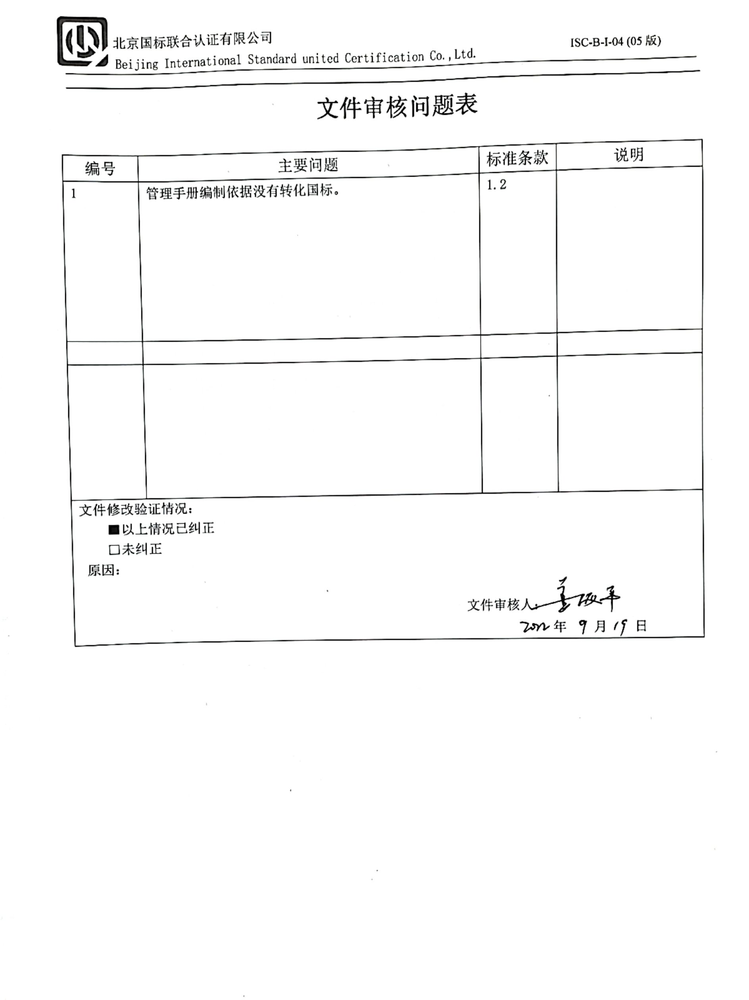 北京国标联合认证有限公司
ISC-B-I-04 (05 版)
Beijing International Standard united Certification Co.,Ltd.
文件审核问题表
编号 主要问题 标准条款 说明
1 管理手册编制依据没有转化国标。 1.2
文件修改验证情况：
■以上情况已纠正
□未纠正
原因：
文件审核人：
2022年 9 月 19 日